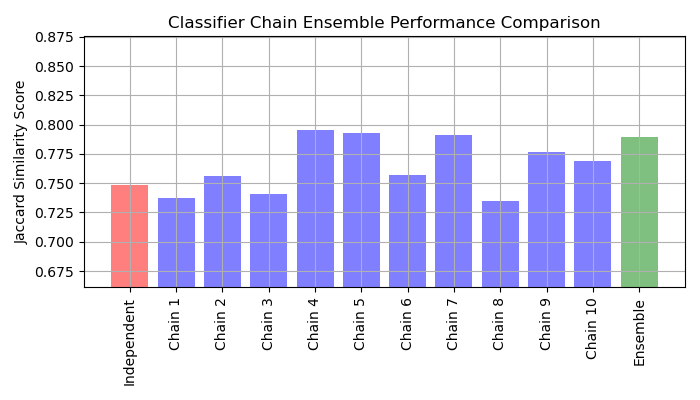 Classifier Chain Ensemble Performance Comparison
Jaccard Similarity Score
0.875
0.850
0.825
0.800
0.775
0.750
0.725
0.700
0.675
Independent
Chain 1
Chain 2
Chain 3
Chain 4
Chain 5
Chain 6
Chain 7
Chain 8
Chain 9
Chain 10
Ensemble